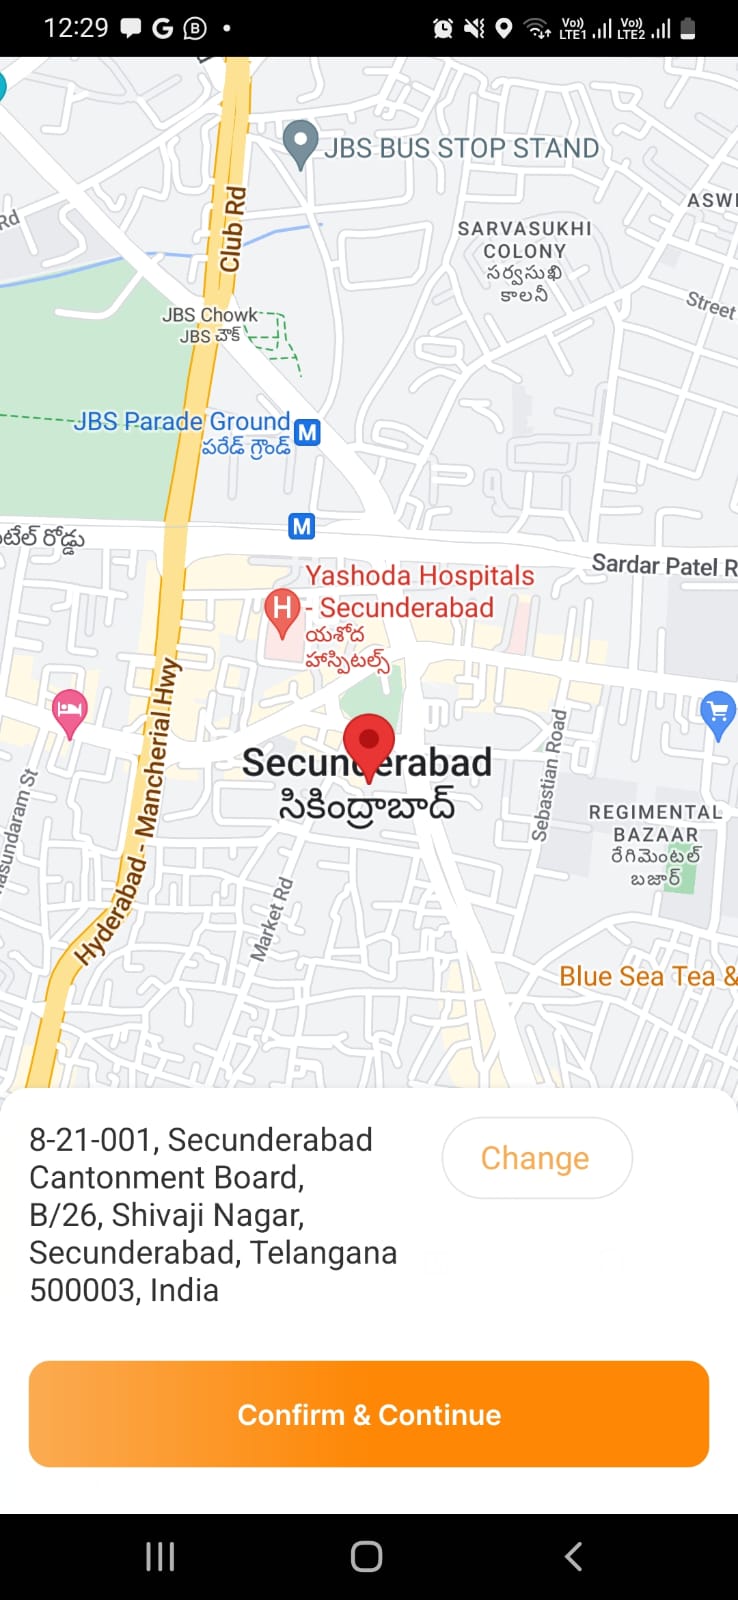 12:29
Vo))
LTE1
Vo))
LTE2
JBS BUS STOP STAND
Club Rd
Rd
SARVASUKHI
COLONY
సర్వసుఖి
కాలనీ
Street
JBS Chowk
JBS చౌక్
JBS Parade Ground
పరేడ్ గ్రౌండ్
M
M
Sardar Patel R
Yashoda Hospitals
- Secunderabad
యశోద
హాస్పిటల్స్
H
Hyderabad - Mancherial Hwy
Secunderabad
సికింద్రాబాద్
Sebastian Road
REGIMENTAL
BAZAAR
రేగిమెంటల్
బజార్
Market Rd
Blue Sea Tea &
8-21-001, Secunderabad
Cantonment Board,
B/26, Shivaji Nagar,
Secunderabad, Telangana
500003, India
Change
Confirm & Continue